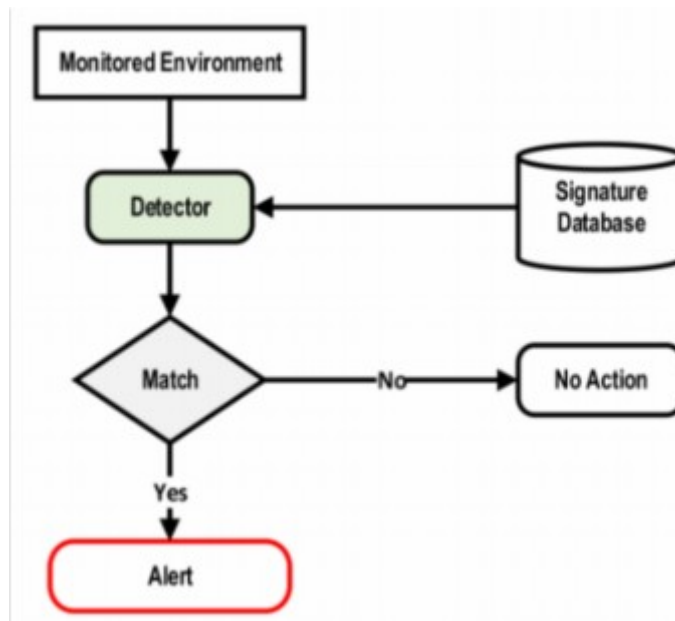 Monitored Environment
Detector
Signature
Database
Match
No
No Action
Yes
Alert